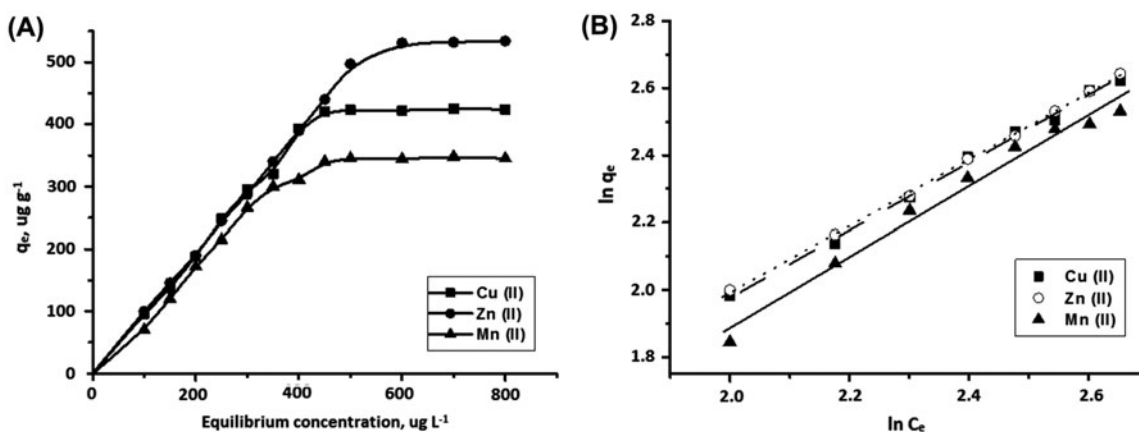 (A)
500
400
300
200
100
0
qe, ug g-1
0
200
400
600
800
Equilibrium concentration, ug L-1
Cu (II)
Zn (II)
Mn (II)
(B)
2.8
2.6
2.4
2.2
2.0
1.8
ln qe
2.0
2.2
2.4
2.6
ln Ce
Cu (II)
Zn (II)
Mn (II)